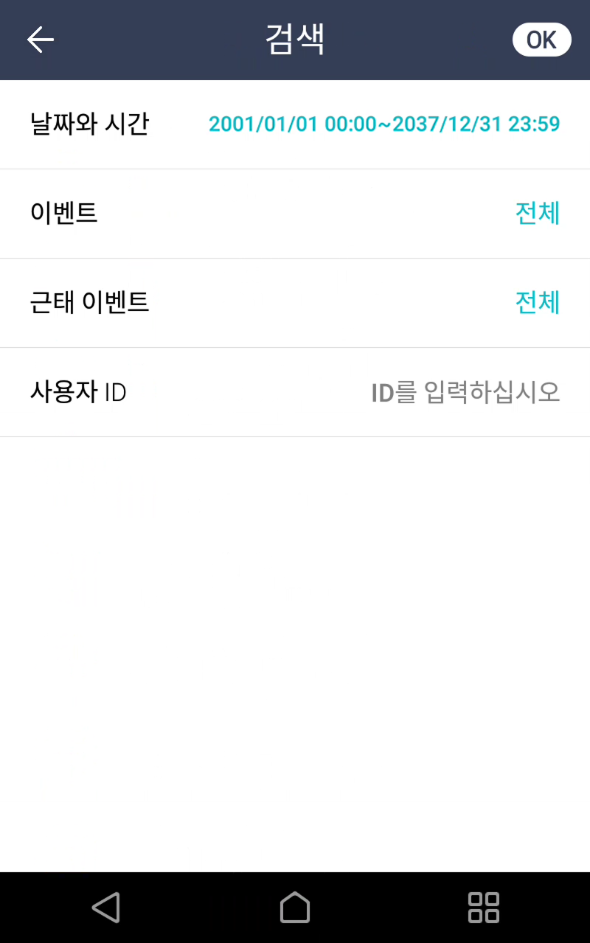 검색
OK
날짜와 시간 2001/01/01 00:00~2037/12/31 23:59
이벤트 전체
근태 이벤트 전체
사용자 ID ID를 입력하십시오